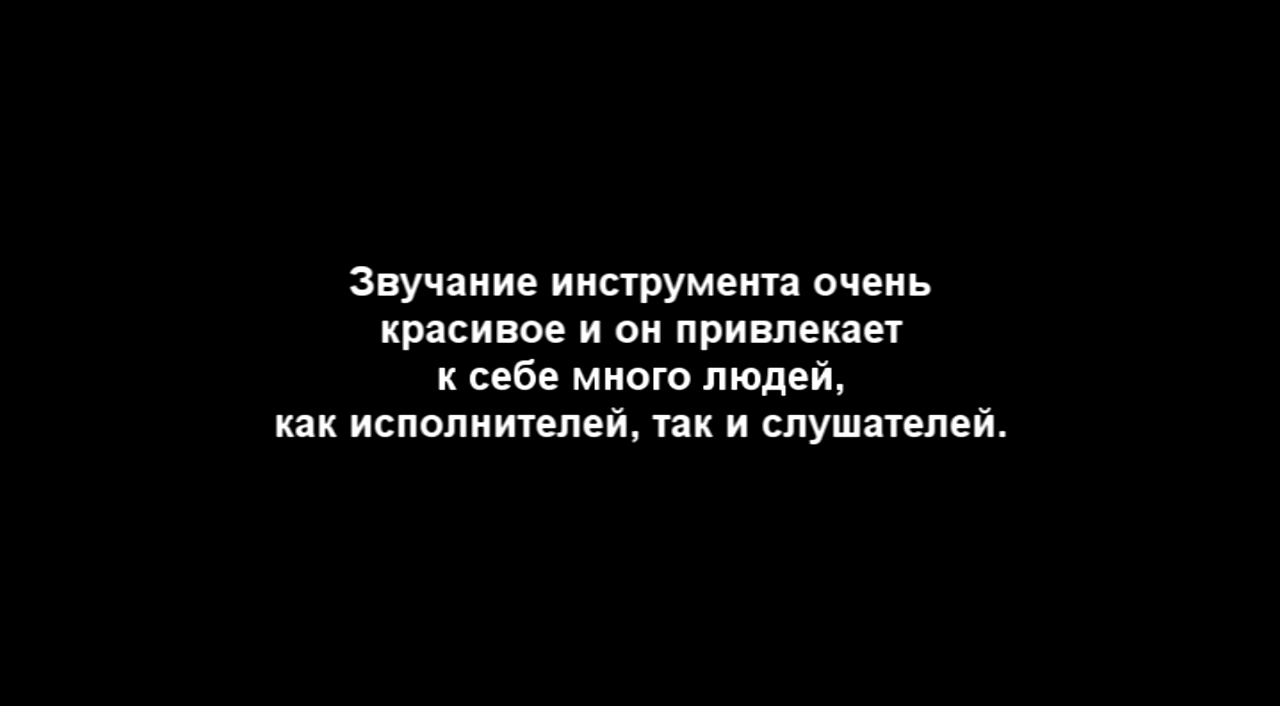 Звучание инструмента очень
красивое и он привлекает
к себе много людей,
как исполнителей, так и слушателей.